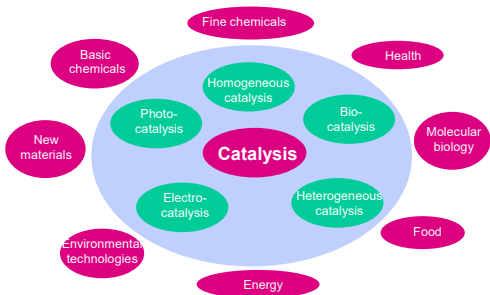 Fine chemicals
Basic
chemicals
Health
Homogeneous
catalysis
Photo-
catalysis
Bio-
catalysis
New
materials
Catalysis
Molecular
biology
Electro-
catalysis
Heterogeneous
catalysis
Environmental
technologies
Food
Energy